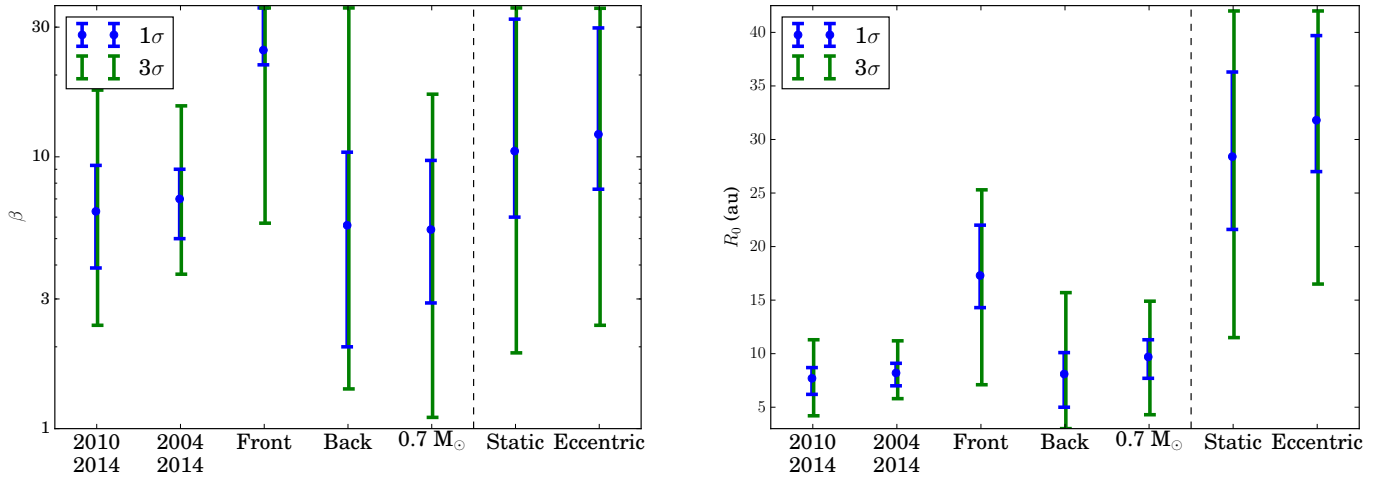 30
10
3
1
β
1σ
3σ
2010
2014
2004
2014
Front
Back
0.7 M⊙
Static
Eccentric
40
35
30
25
20
15
10
5
R₀ (au)
1σ
3σ
2010
2014
2004
2014
Front
Back
0.7 M⊙
Static
Eccentric